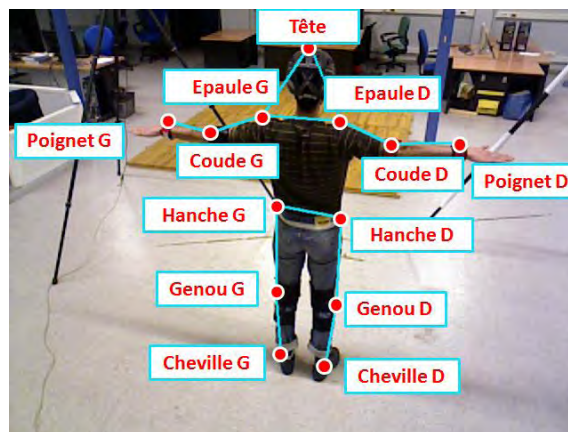 Tête
Epaule G
Epaule D
Poignet G
Coude G
Coude D
Poignet D
Hanche G
Hanche D
Genou G
Genou D
Cheville G
Cheville D